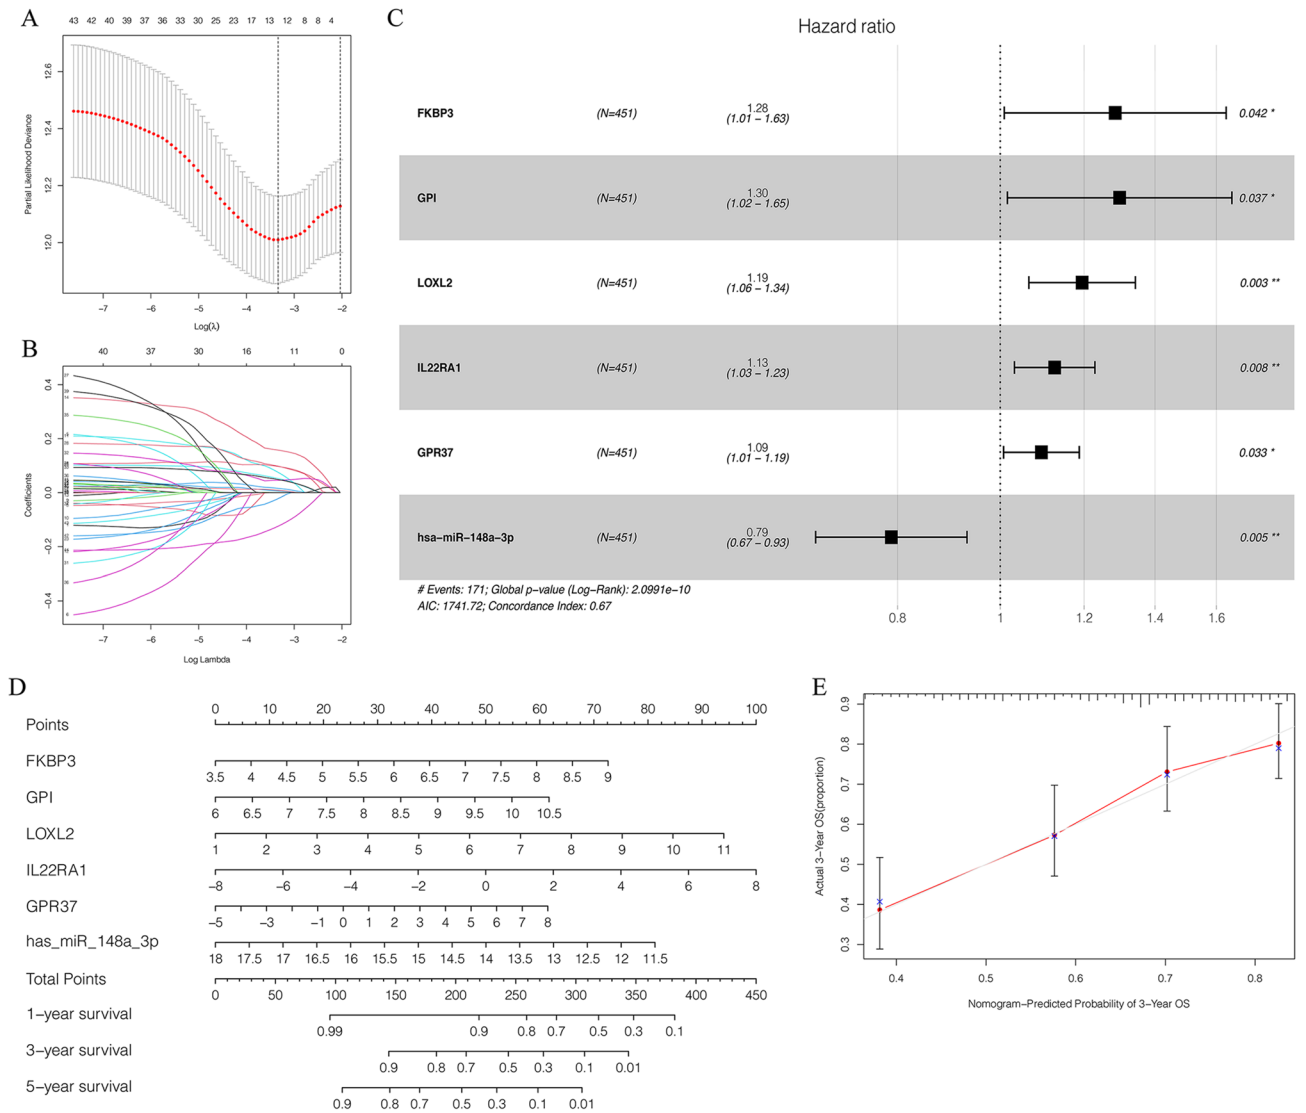 A
43 42 40 39 37 36 33 30 25 23 17 13 12 8 8 4
12.6
12.4
12.2
12.0
Partial Likelihood Deviance
−7 −6 −5 −4 −3 −2
Log(λ)
B
40 37 30 16 11 0
0.4
0.2
0.0
−0.2
−0.4
Coefficients
−7 −6 −5 −4 −3 −2
Log Lambda
C
Hazard ratio
FKBP3 (N=451) 1.28 0.042 *
(1.01 − 1.63)
GPI (N=451) 1.30 0.037 *
(1.02 − 1.65)
LOXL2 (N=451) 1.19 0.003 **
(1.06 − 1.34)
IL22RA1 (N=451) 1.13 0.008 **
(1.03 − 1.23)
GPR37 (N=451) 1.09 0.033 *
(1.01 − 1.19)
hsa−miR−148a−3p (N=451) 0.79 0.005 **
(0.67 − 0.93)
# Events: 171; Global p−value (Log−Rank): 2.0991e−10
AIC: 1741.72; Concordance Index: 0.67
0.8 1 1.2 1.4 1.6
D
0 10 20 30 40 50 60 70 80 90 100
Points
FKBP3
3.5 4 4.5 5 5.5 6 6.5 7 7.5 8 8.5 9
GPI
6 6.5 7 7.5 8 8.5 9 9.5 10 10.5
LOXL2
1 2 3 4 5 6 7 8 9 10 11
IL22RA1
−8 −6 −4 −2 0 2 4 6 8
GPR37
−5 −3 −1 0 1 2 3 4 5 6 7 8
has_miR_148a_3p
18 17.5 17 16.5 16 15.5 15 14.5 14 13.5 13 12.5 12 11.5
Total Points
0 50 100 150 200 250 300 350 400 450
1−year survival
0.99 0.9 0.8 0.7 0.5 0.3 0.1
3−year survival
0.9 0.8 0.7 0.5 0.3 0.1 0.01
5−year survival
0.9 0.8 0.7 0.5 0.3 0.1 0.01
E
0.9
0.8
0.7
0.6
0.5
0.4
0.3
Actual 3−Year OS(proportion)
0.4 0.5 0.6 0.7 0.8
Nomogram−Predicted Probability of 3−Year OS